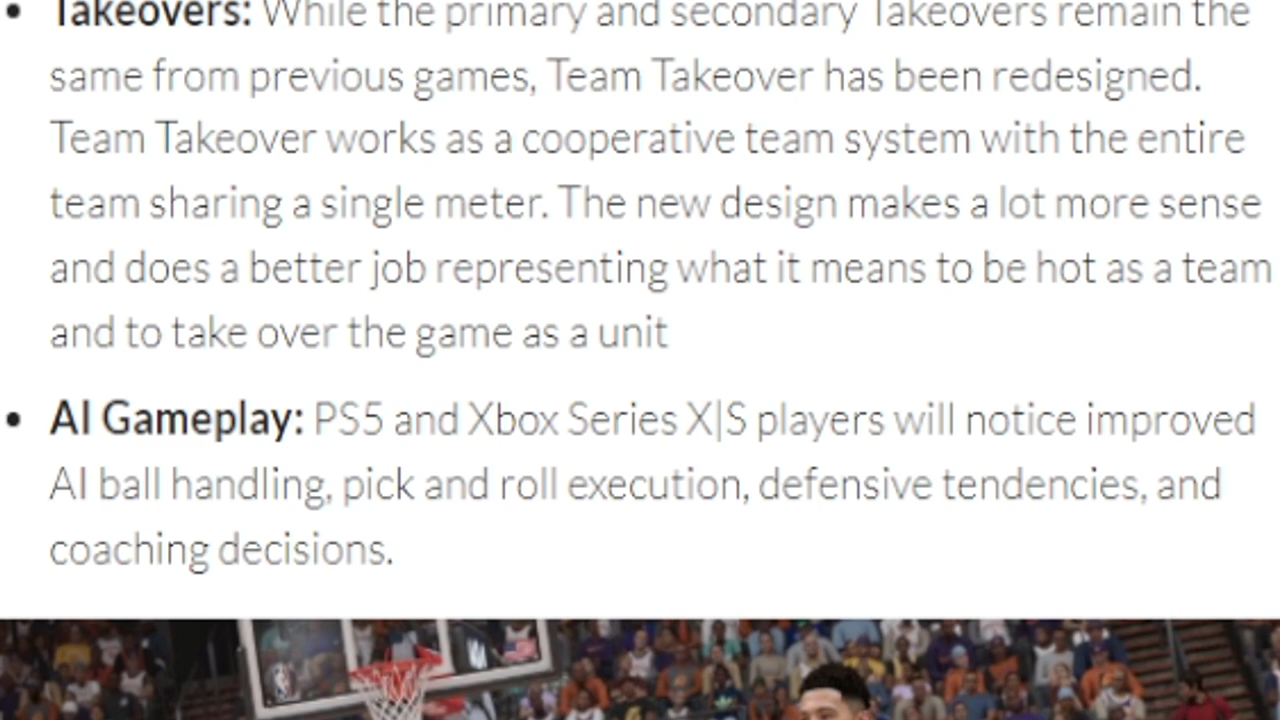 • Takeovers: While the primary and secondary Takeovers remain the
same from previous games, Team Takeover has been redesigned.
Team Takeover works as a cooperative team system with the entire
team sharing a single meter. The new design makes a lot more sense
and does a better job representing what it means to be hot as a team
and to take over the game as a unit
• AI Gameplay: PS5 and Xbox Series X|S players will notice improved
AI ball handling, pick and roll execution, defensive tendencies, and
coaching decisions.